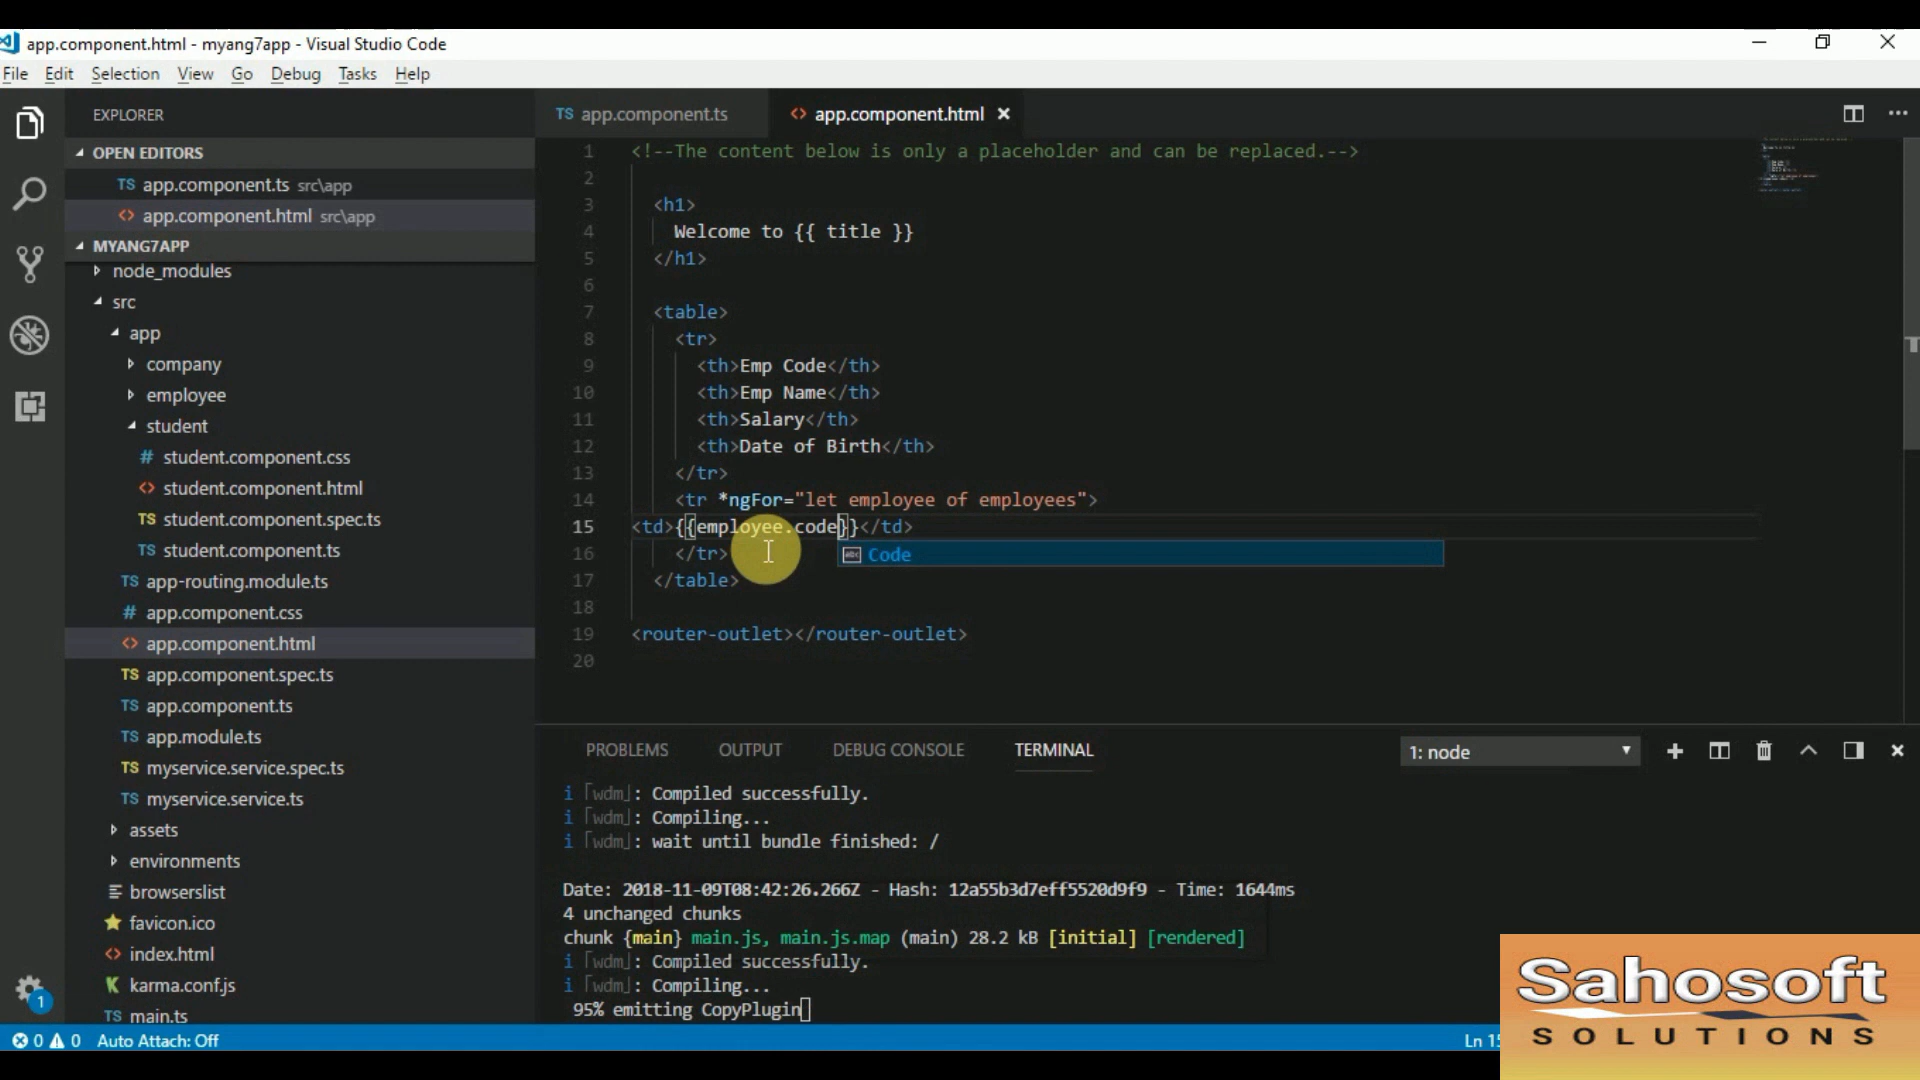 app.component.html - myang7app - Visual Studio Code
File Edit Selection View Go Debug Tasks Help
EXPLORER
OPEN EDITORS
TS app.component.ts src\app
<> app.component.html src\app
MYANG7APP
node_modules
src
app
company
employee
student
# student.component.css
<> student.component.html
TS student.component.spec.ts
TS student.component.ts
TS app-routing.module.ts
# app.component.css
<> app.component.html
TS app.component.spec.ts
TS app.component.ts
TS app.module.ts
TS myservice.service.spec.ts
TS myservice.service.ts
assets
environments
browserslist
favicon.ico
<> index.html
K karma.conf.js
TS main.ts
TS app.component.ts
<> app.component.html ×
1 <!--The content below is only a placeholder and can be replaced.-->
2
3 <h1>
4 Welcome to {{ title }}
5 </h1>
6
7 <table>
8 <tr>
9 <th>Emp Code</th>
10 <th>Emp Name</th>
11 <th>Salary</th>
12 <th>Date of Birth</th>
13 </tr>
14 <tr *ngFor="let employee of employees">
15 <td>{{employee.code}}</td>
abc Code
16 </tr>
17 </table>
18
19 <router-outlet></router-outlet>
20
PROBLEMS OUTPUT DEBUG CONSOLE TERMINAL
1: node
i ｢wdm｣: Compiled successfully.
i ｢wdm｣: Compiling...
i ｢wdm｣: wait until bundle finished: /
Date: 2018-11-09T08:42:26.266Z - Hash: 12a55b3d7eff5520d9f9 - Time: 1644ms
4 unchanged chunks
chunk {main} main.js, main.js.map (main) 28.2 kB [initial] [rendered]
i ｢wdm｣: Compiled successfully.
i ｢wdm｣: Compiling...
95% emitting CopyPlugin
1
0 0 Auto Attach: Off
Ln 15
Sahosoft
SOLUTIONS